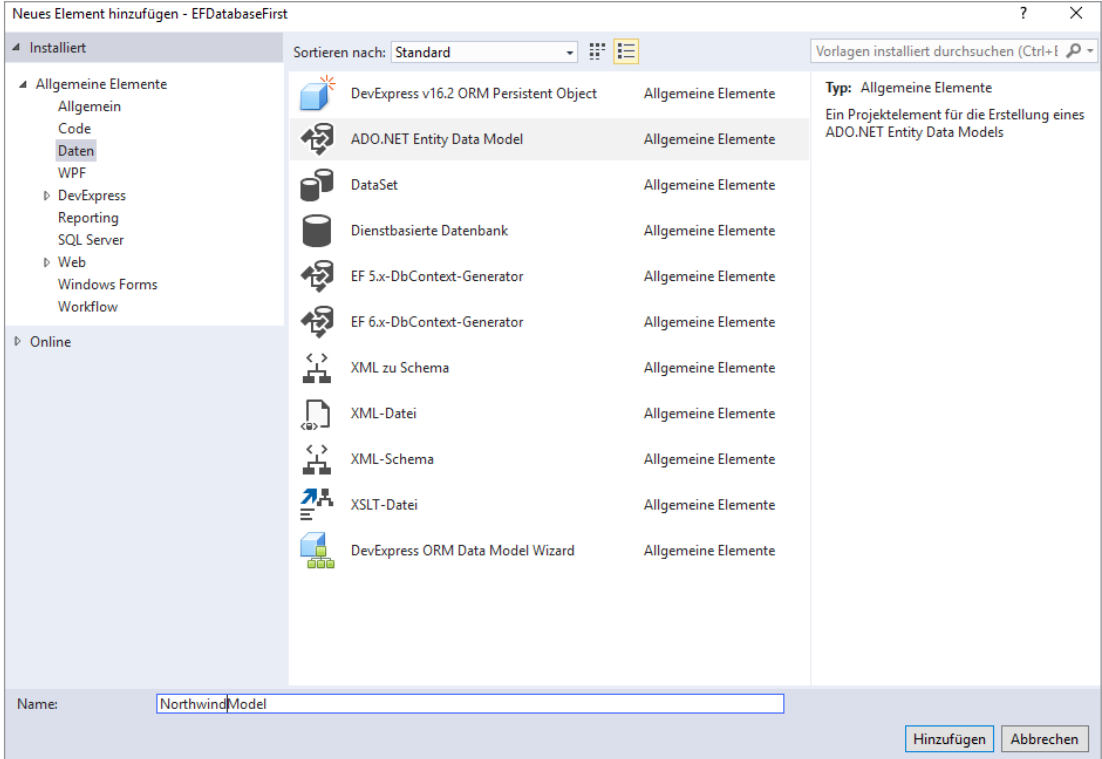 Neues Element hinzufügen - EFDatabaseFirst
?
Installiert
Allgemeine Elemente
Allgemein
Code
Daten
WPF
DevExpress
Reporting
SQL Server
Web
Windows Forms
Workflow
Online
Sortieren nach: Standard
DevExpress v16.2 ORM Persistent Object Allgemeine Elemente
ADO.NET Entity Data Model Allgemeine Elemente
DataSet Allgemeine Elemente
Dienstbasierte Datenbank Allgemeine Elemente
EF 5.x-DbContext-Generator Allgemeine Elemente
EF 6.x-DbContext-Generator Allgemeine Elemente
XML zu Schema Allgemeine Elemente
XML-Datei Allgemeine Elemente
XML-Schema Allgemeine Elemente
XSLT-Datei Allgemeine Elemente
DevExpress ORM Data Model Wizard Allgemeine Elemente
Vorlagen installiert durchsuchen (Ctrl+E
Typ: Allgemeine Elemente
Ein Projektelement für die Erstellung eines
ADO.NET Entity Data Models
Name: NorthwindModel
Hinzufügen
Abbrechen